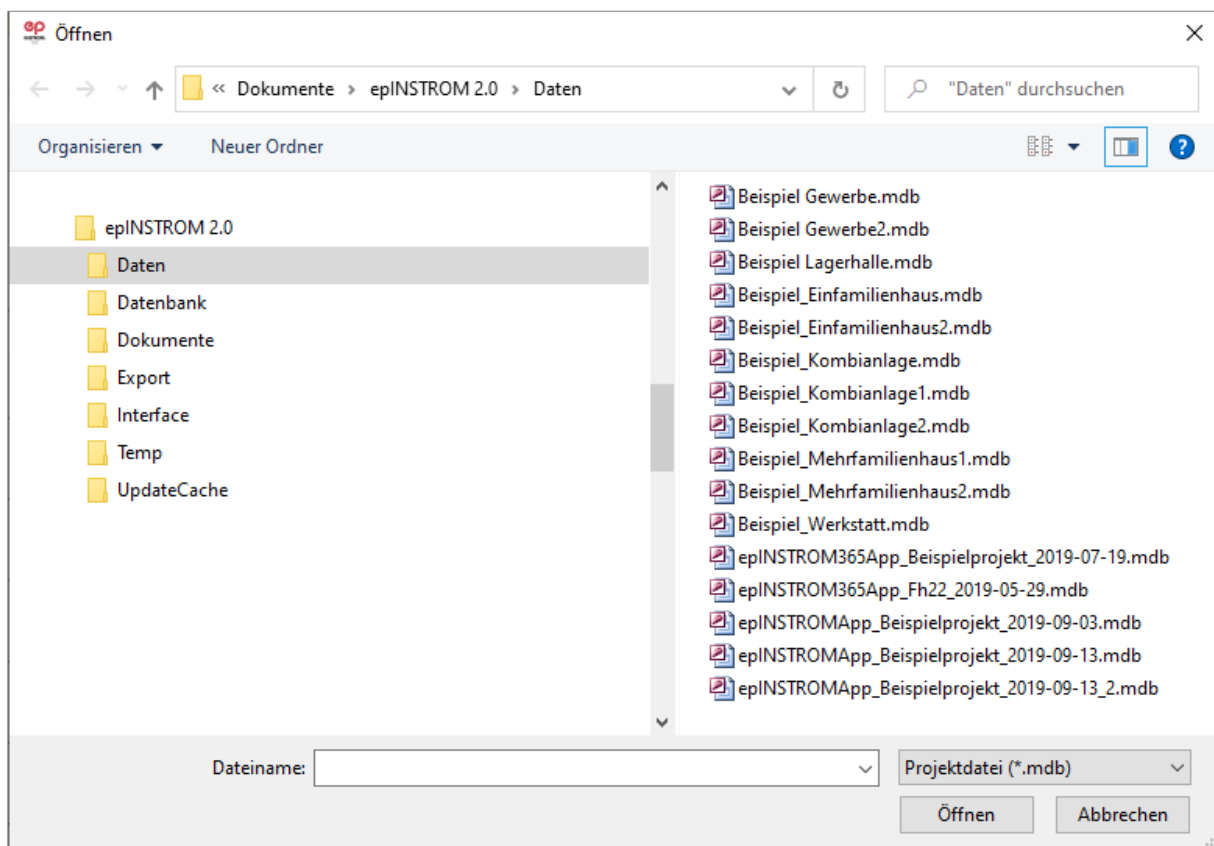 ep INSTROM Öffnen
« Dokumente › epINSTROM 2.0 › Daten
"Daten" durchsuchen
Organisieren
Neuer Ordner
?
epINSTROM 2.0
Daten
Datenbank
Dokumente
Export
Interface
Temp
UpdateCache
Beispiel Gewerbe.mdb
Beispiel Gewerbe2.mdb
Beispiel Lagerhalle.mdb
Beispiel_Einfamilienhaus.mdb
Beispiel_Einfamilienhaus2.mdb
Beispiel_Kombianlage.mdb
Beispiel_Kombianlage1.mdb
Beispiel_Kombianlage2.mdb
Beispiel_Mehrfamilienhaus1.mdb
Beispiel_Mehrfamilienhaus2.mdb
Beispiel_Werkstatt.mdb
epINSTROM365App_Beispielprojekt_2019-07-19.mdb
epINSTROM365App_Fh22_2019-05-29.mdb
epINSTROMApp_Beispielprojekt_2019-09-03.mdb
epINSTROMApp_Beispielprojekt_2019-09-13.mdb
epINSTROMApp_Beispielprojekt_2019-09-13_2.mdb
Dateiname:
Projektdatei (*.mdb)
Öffnen
Abbrechen